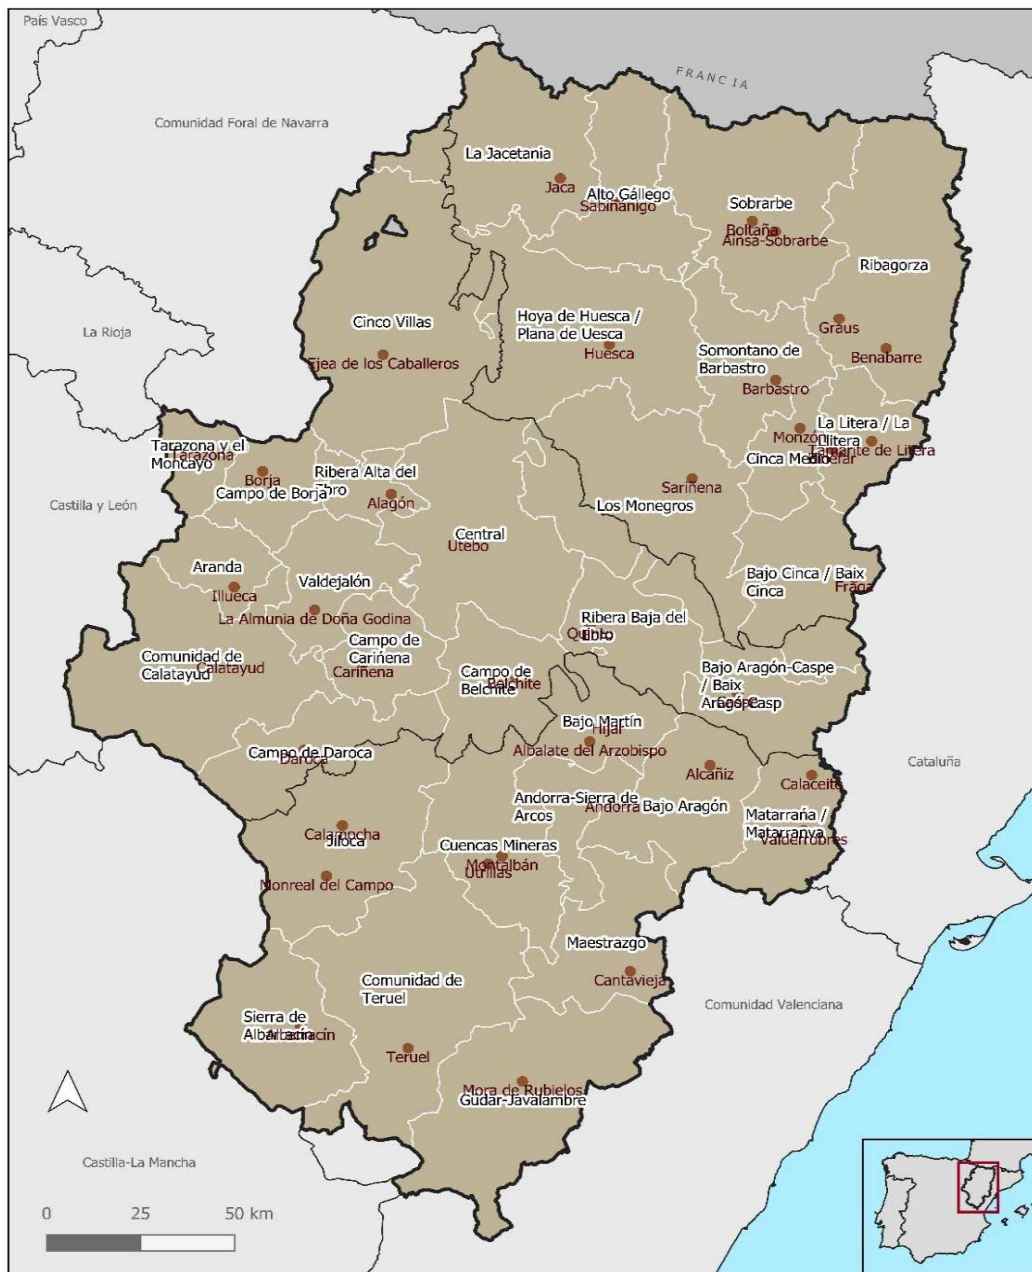 País Vasco
FRANCIA
Comunidad Foral de Navarra
La Jacetania
Jaca
Alto Gállego
Sabiñánigo
Sobrarbe
Boltaña
Aínsa-Sobrarbe
Ribagorza
La Rioja
Cinco Villas
Hoya de Huesca /
Plana de Uesca
Huesca
Graus
Somontano de
Barbastro
Benabarre
Ejea de los Caballeros
Barbastro
La Litera / La
Llitera
Monzón
Tamarite de Litera
Cinca Medio
Tarazona y el
Moncayo
Tarazona
Borja
Campo de Borja
Ribera Alta del
Ebro
Alagón
Sariñena
Los Monegros
Castilla y León
Central
Utebo
Aranda
Illueca
Valdejalón
La Almunia de Doña Godina
Bajo Cinca / Baix
Cinca
Fraga
Ribera Baja del
Ebro
Quinto
Campo de
Cariñena
Cariñena
Comunidad de
Calatayud
Calatayud
Campo de
Belchite
Belchite
Bajo Aragón-Caspe
/ Baix
Aragó-Casp
Caspe
Bajo Martín
Híjar
Albalate del Arzobispo
Campo de Daroca
Daroca
Alcañiz
Calaceite
Cataluña
Andorra-Sierra de
Arcos
Andorra
Bajo Aragón
Matarraña /
Matarranya
Valderrobres
Calamocha
Jiloca
Cuencas Mineras
Montalbán
Utrillas
Monreal del Campo
Maestrazgo
Cantavieja
Comunidad de
Teruel
Comunidad Valenciana
Sierra de
Albarracín
Albarracín
Teruel
Mora de Rubielos
Gúdar-Javalambre
Castilla-La Mancha
0 25 50 km